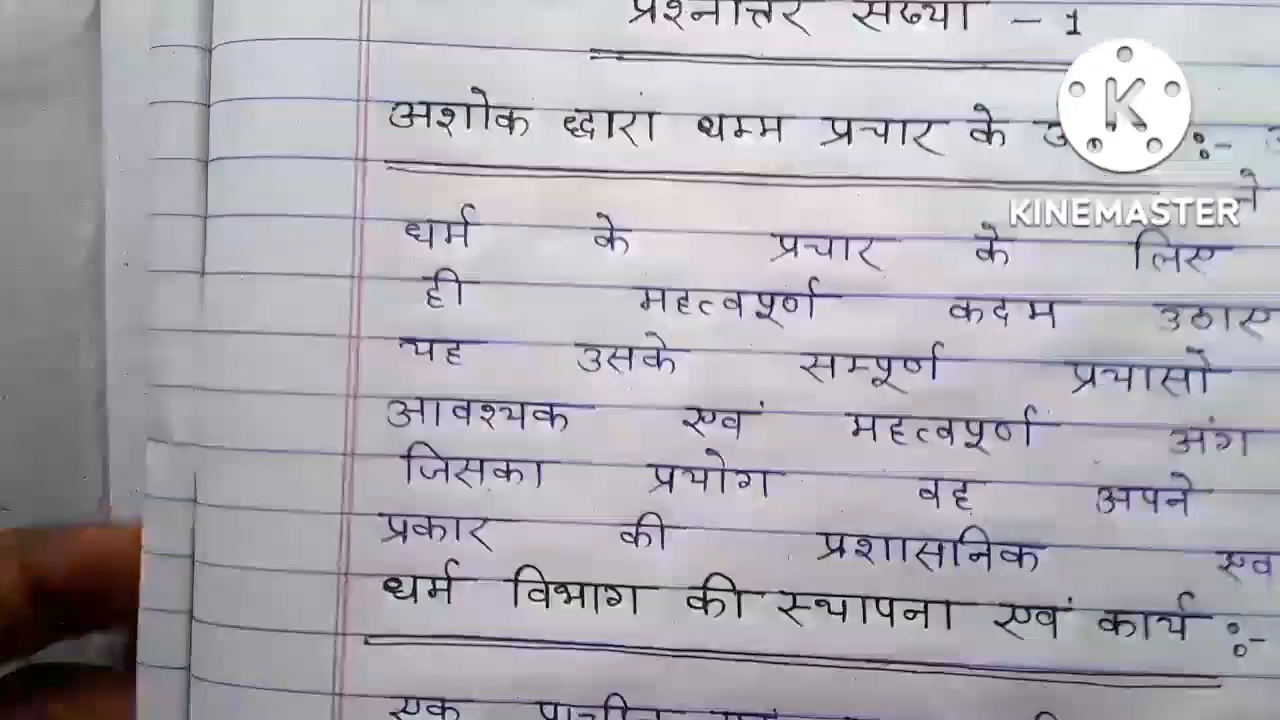 प्रश्नोत्तर संख्या - 1
अशोक द्वारा धम्म प्रचार के :-
ने
KINEMASTER
धर्म के प्रचार के लिए
ही महत्वपूर्ण कदम उठाए
यह उसके सम्पूर्ण प्रयासों
आवश्यक एवं महत्वपूर्ण अंग
जिसका प्रयोग वह अपने
प्रकार की प्रशासनिक एव
धर्म विभाग की स्थापना एवं कार्य :-
एक प्राचीन